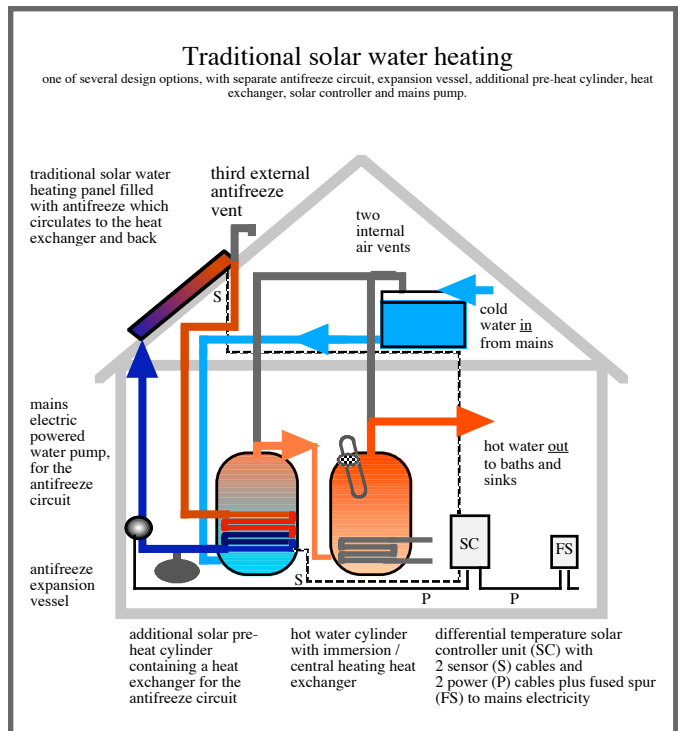 Traditional solar water heating
one of several design options, with separate antifreeze circuit, expansion vessel, additional pre-heat cylinder, heat
exchanger, solar controller and mains pump.
traditional solar water
heating panel filled
with antifreeze which
circulates to the heat
exchanger and back
third external
antifreeze
vent
two
internal
air vents
S
cold
water in
from mains
mains
electric
powered
water pump,
for the
antifreeze
circuit
hot water out
to baths and
sinks
SC
FS
antifreeze
expansion
vessel
S
P
P
additional solar pre-
heat cylinder
containing a heat
exchanger for the
antifreeze circuit
hot water cylinder
with immersion /
central heating heat
exchanger
differential temperature solar
controller unit (SC) with
2 sensor (S) cables and
2 power (P) cables plus fused spur
(FS) to mains electricity